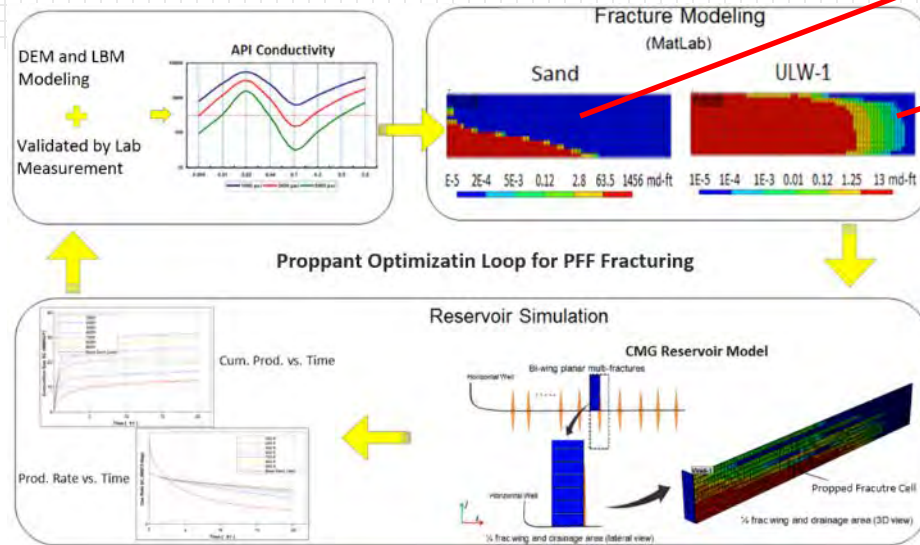 DEM and LBM
Modeling
Validated by Lab
Measurement
API Conductivity
Fracture Modeling
(MatLab)
Sand
ULW-1
E-5 2E-4 5E-3 0.12 2.8 63.5 1456 md-ft
1E-5 1E-4 1E-3 0.01 0.12 1.25 13 md-ft
Proppant Optimizatin Loop for PFF Fracturing
Reservoir Simulation
Cum. Prod. vs. Time
Prod. Rate vs. Time
CMG Reservoir Model
Bi-wing planar multi-fractures
Horizontal Well
Horizontal Well
¼ frac wing and drainage area (lateral view)
Well-1
Propped Fracutre Cell
¼ frac wing and drainage area (3D view)